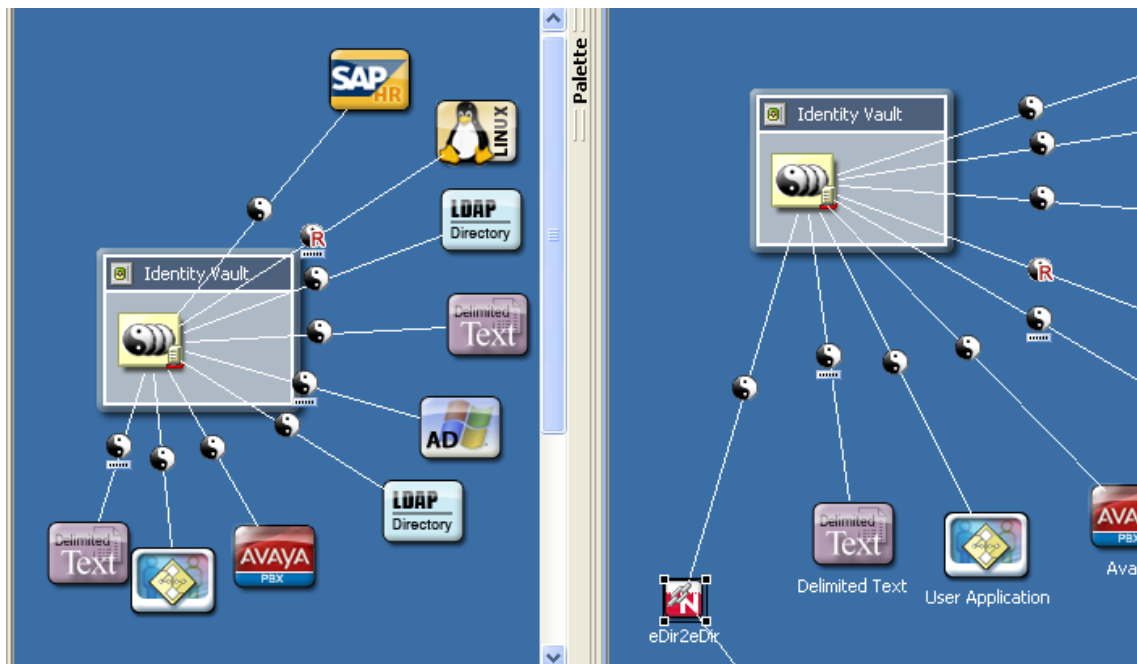 SAP
HR
LINUX
LDAP
Directory
Identity Vault
Delimited
Text
AD
LDAP
Directory
Delimited
Text
AVAYA
PBX
R
Palette
Identity Vault
R
Delimited
Text
Delimited Text
User Application
AVA
PBX
Ava
N
eDir2eDir